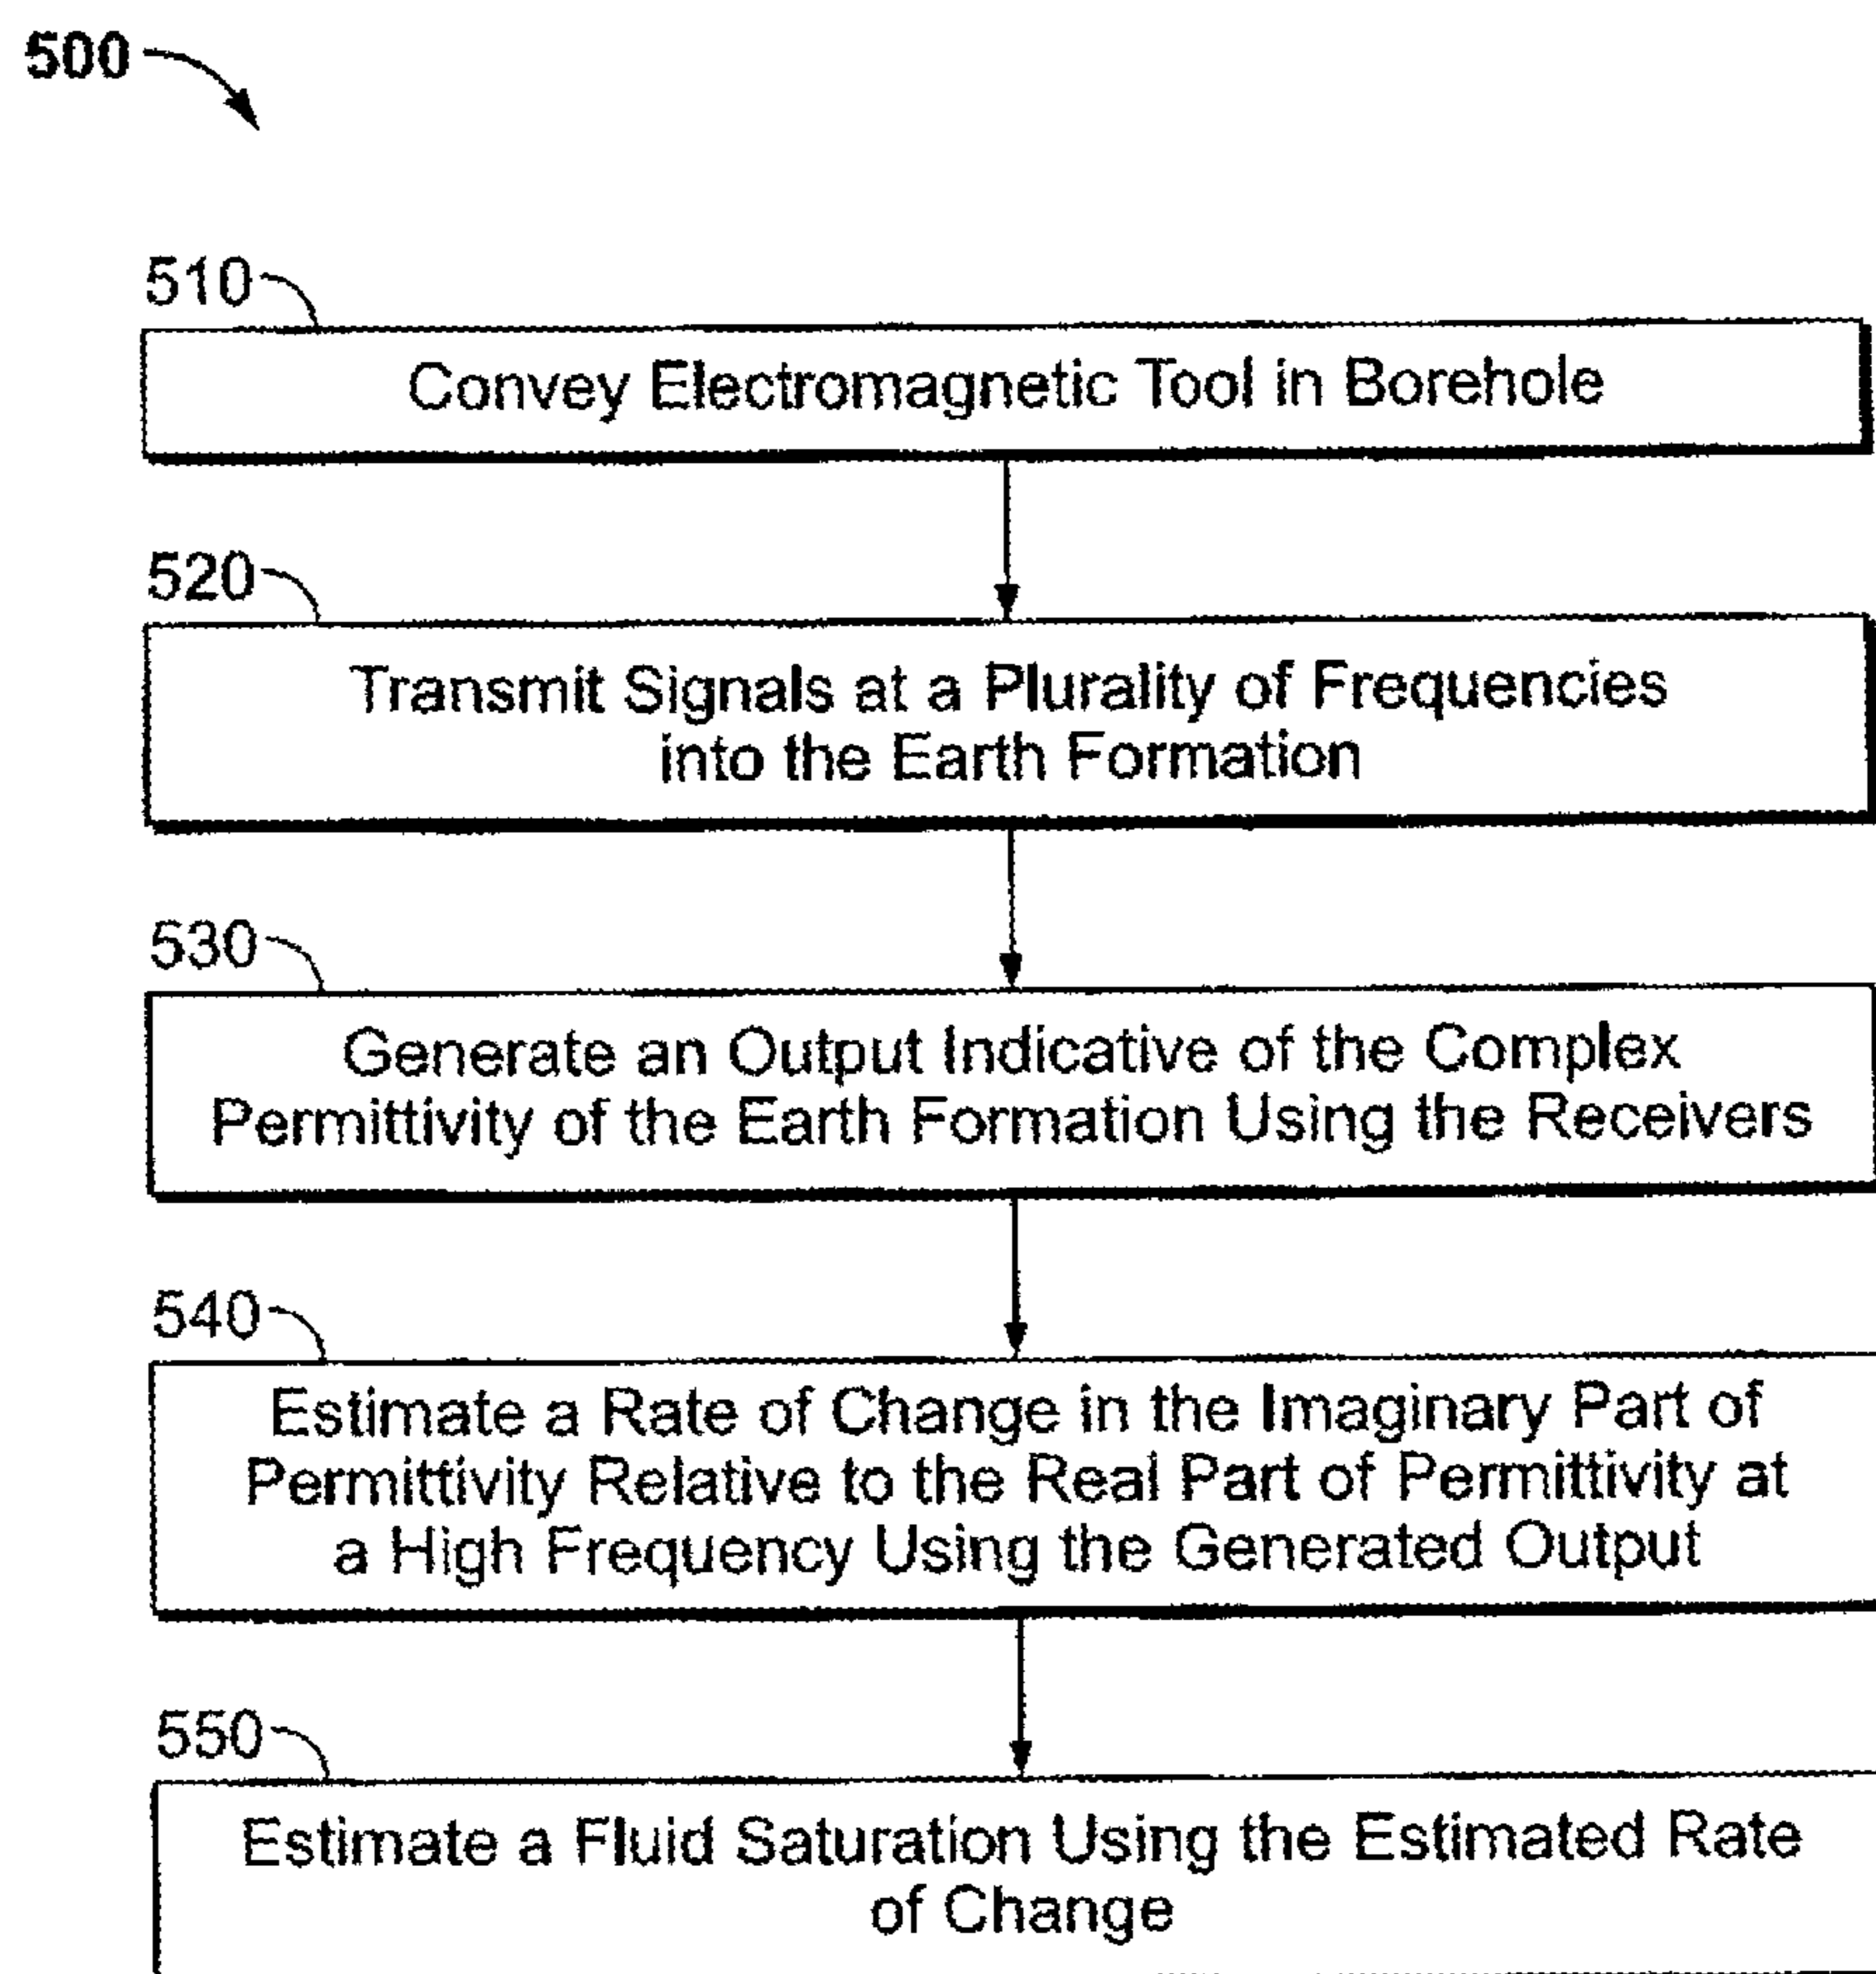 500
510
Convey Electromagnetic Tool in Borehole
520
Transmit Signals at a Plurality of Frequencies
into the Earth Formation
530
Generate an Output Indicative of the Complex
Permittivity of the Earth Formation Using the Receivers
540
Estimate a Rate of Change in the Imaginary Part of
Permittivity Relative to the Real Part of Permittivity at
a High Frequency Using the Generated Output
550
Estimate a Fluid Saturation Using the Estimated Rate
of Change